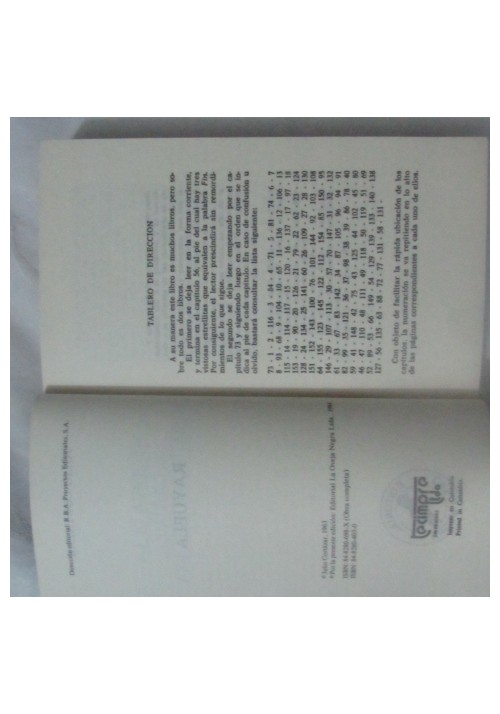 Dirección editorial: R.B.A. Proyectos Editoriales, S.A.
RAYUELA
© Julio Cortázar, 1963
© Por la presente edición: Editorial La Oveja Negra Ltda., 198
ISBN 84-8280-
ISBN 84-8280-
Impreso en Colombia
Printed in Colombia
TABLERO DE DIRECCION
A su manera este libro es muchos libros, pero so-
bre todo es dos libros.
El primero se deja leer en la forma corriente,
y termina en el capítulo 56, al pie del cual hay tres
vistosas estrellitas que equivalen a la palabra Fin.
Por consiguiente, el lector prescindirá sin remordi-
mientos de lo que sigue.
El segundo se deja leer empezando por el ca-
pítulo 73 y siguiendo luego en el orden que se in-
dica al pie de cada capítulo. En caso de confusión u
olvido, bastará consultar la lista siguiente:
73 - 1 - 2 - 116 - 3 - 84 - 4 - 71 - 5 - 81 - 74 - 6 - 7
8 - 93 - 68 - 9 - 104 - 10 - 65 - 11 - 136 - 12 - 106 - 13
115 - 14 - 114 - 117 - 15 - 120 - 16 - 137 - 17 - 97 - 18
153 - 19 - 90 - 20 - 126 - 21 - 79 - 22 - 62 - 23 - 124
128 - 24 - 134 - 25 - 141 - 60 - 26 - 109 - 27 - 28 - 130
151 - 152 - 143 - 100 - 76 - 101 - 144 - 92 - 103 - 108
64 - 155 - 123 - 145 - 122 - 112 - 154 - 85 - 150 - 95
146 - 29 - 107 - 113 - 30 - 57 - 70 - 147 - 31 - 32 - 132
61 - 33 - 67 - 83 - 142 - 34 - 87 - 105 - 96 - 94 - 91
82 - 99 - 35 - 121 - 36 - 37 - 98 - 38 - 39 - 86 - 78 - 40
59 - 41 - 148 - 42 - 75 - 43 - 125 - 44 - 102 - 45 - 80
46 - 47 - 110 - 48 - 111 - 49 - 118 - 50 - 119 - 51 - 69
52 - 89 - 53 - 66 - 149 - 54 - 129 - 139 - 133 - 140 - 138
127 - 56 - 135 - 63 - 88 - 72 - 77 - 131 - 58 - 131 -
Con objeto de facilitar la rápida ubicación de los
capítulos, la numeración se va repitiendo en lo alto
de las páginas correspondientes a cada uno de ellos.